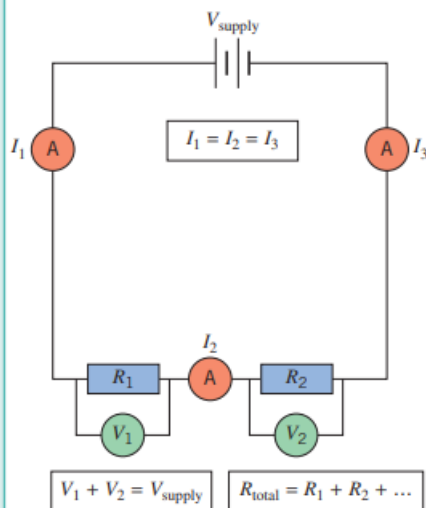 V_supply
I₁ A
I₁ = I₂ = I₃
A I₃
I₂
R₁ A R₂
V₁ V₂
V₁ + V₂ = V_supply
R_total = R₁ + R₂ + ...